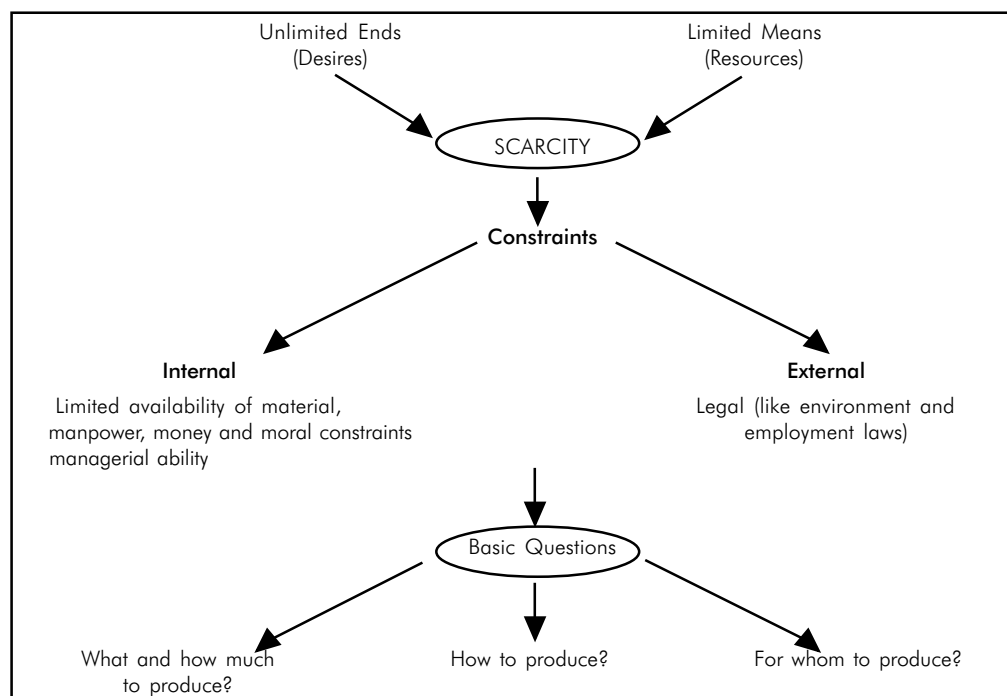 Unlimited Ends
(Desires)
Limited Means
(Resources)
SCARCITY
Constraints
Internal
Limited availability of material,
manpower, money and moral constraints
managerial ability
External
Legal (like environment and
employment laws)
Basic Questions
What and how much
to produce?
How to produce?
For whom to produce?